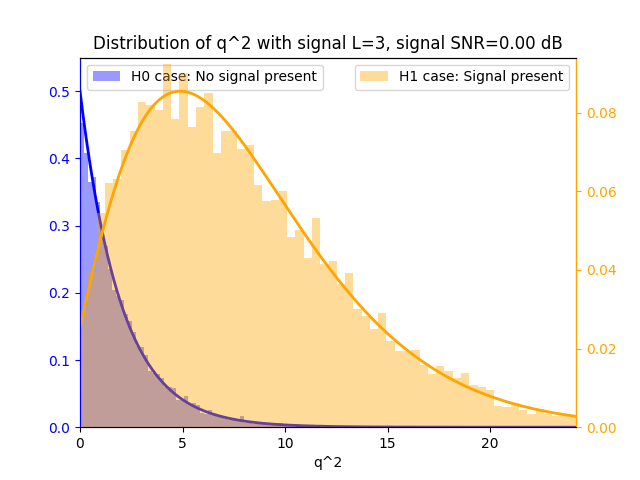 Distribution of q^2 with signal L=3, signal SNR=0.00 dB
H0 case: No signal present
H1 case: Signal present
0.5
0.4
0.3
0.2
0.1
0.0
0.08
0.06
0.04
0.02
0.00
0 5 10 15 20
q^2